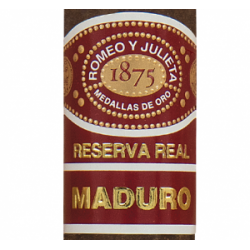 ROMEO Y JULIETA
1875
MEDALLAS DE ORO
RESERVA REAL
MADURO